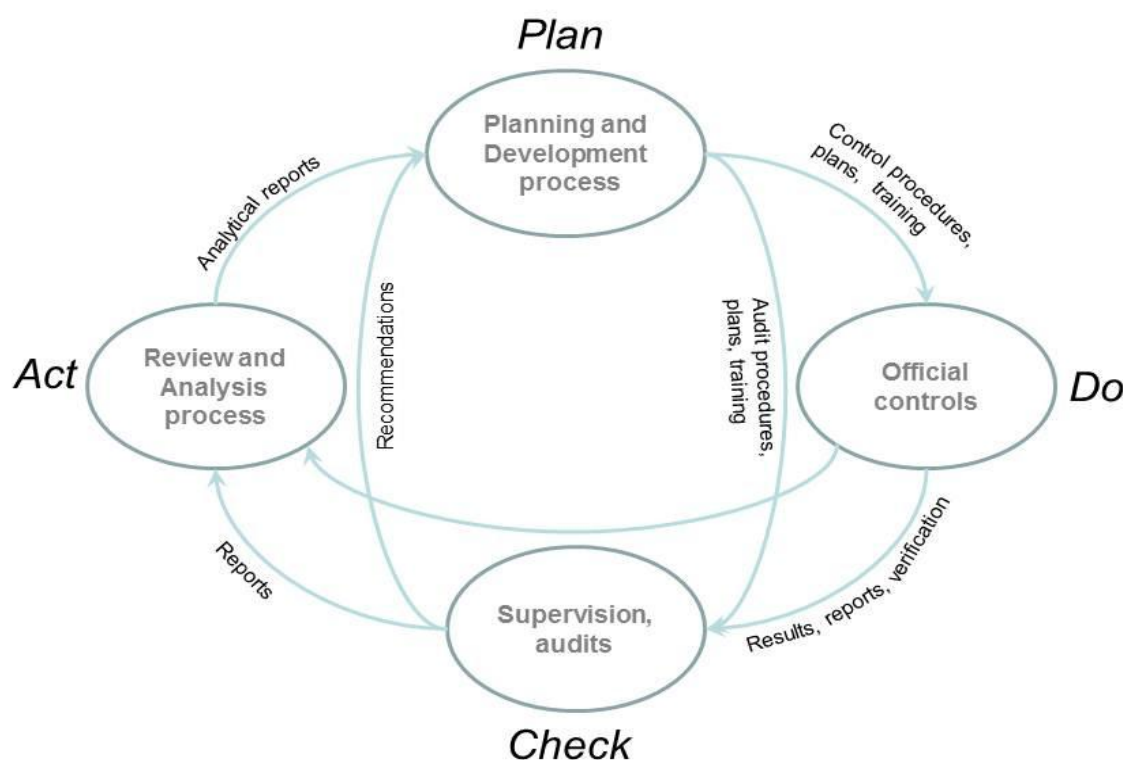 Plan
Planning and
Development
process
Control procedures,
plans, training
Analytical reports
Recommendations
Audit procedures,
plans, training
Act
Review and
Analysis
process
Official
controls
Do
Reports
Results, reports, verification
Supervision,
audits
Check